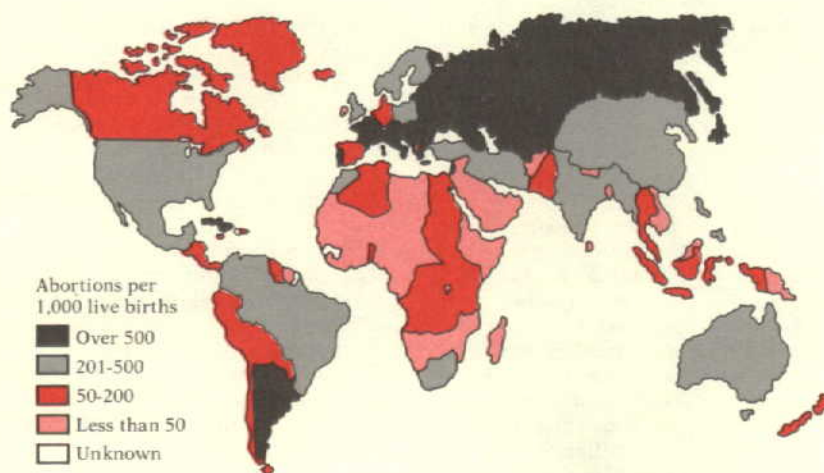 Abortions per
1,000 live births
Over 500
201-500
50-200
Less than 50
Unknown